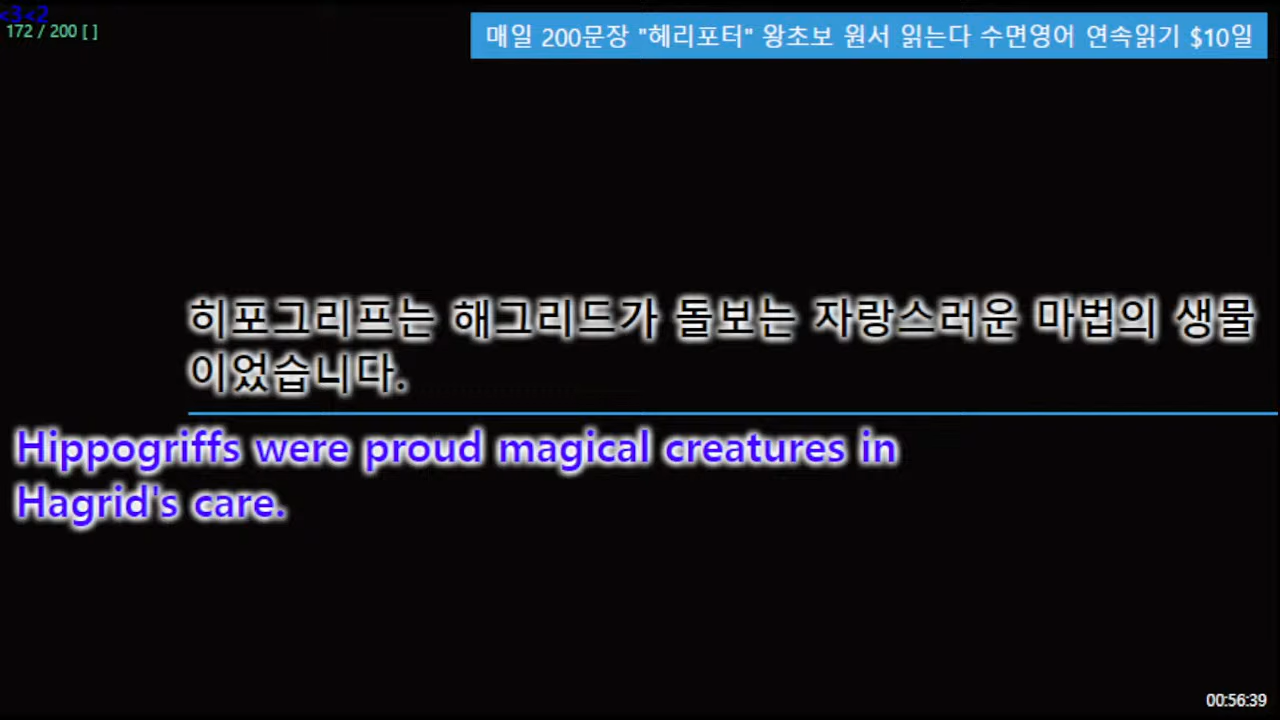 <3<2
172 / 200 [ ]
매일 200문장 "헤리포터" 왕초보 원서 읽는다 수면영어 연속읽기 $10일
히포그리프는 해그리드가 돌보는 자랑스러운 마법의 생물
이었습니다.
Hippogriffs were proud magical creatures in
Hagrid's care.
00:56:39